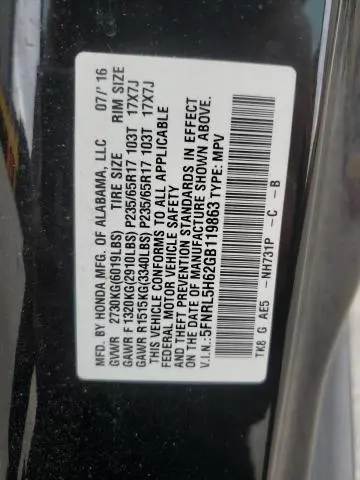 MFD. BY HONDA MFG. OF ALABAMA, LLC 07/'16
GVWR 2730KG(6019LBS) TIRE SIZE RIM SIZE
GAWR F 1320KG(2910LBS) P235/65R17 103T 17X7J
GAWR R1515KG(3340LBS) P235/65R17 103T 17X7J
THIS VEHICLE CONFORMS TO ALL APPLICABLE
FEDERAL MOTOR VEHICLE SAFETY
AND THEFT PREVENTION STANDARDS IN EFFECT
ON THE DATE OF MANUFACTURE SHOWN ABOVE.
V.I.N.:5FNRL5H62GB119863 TYPE: MPV
TK8 G AE5 -NH731P -C -B